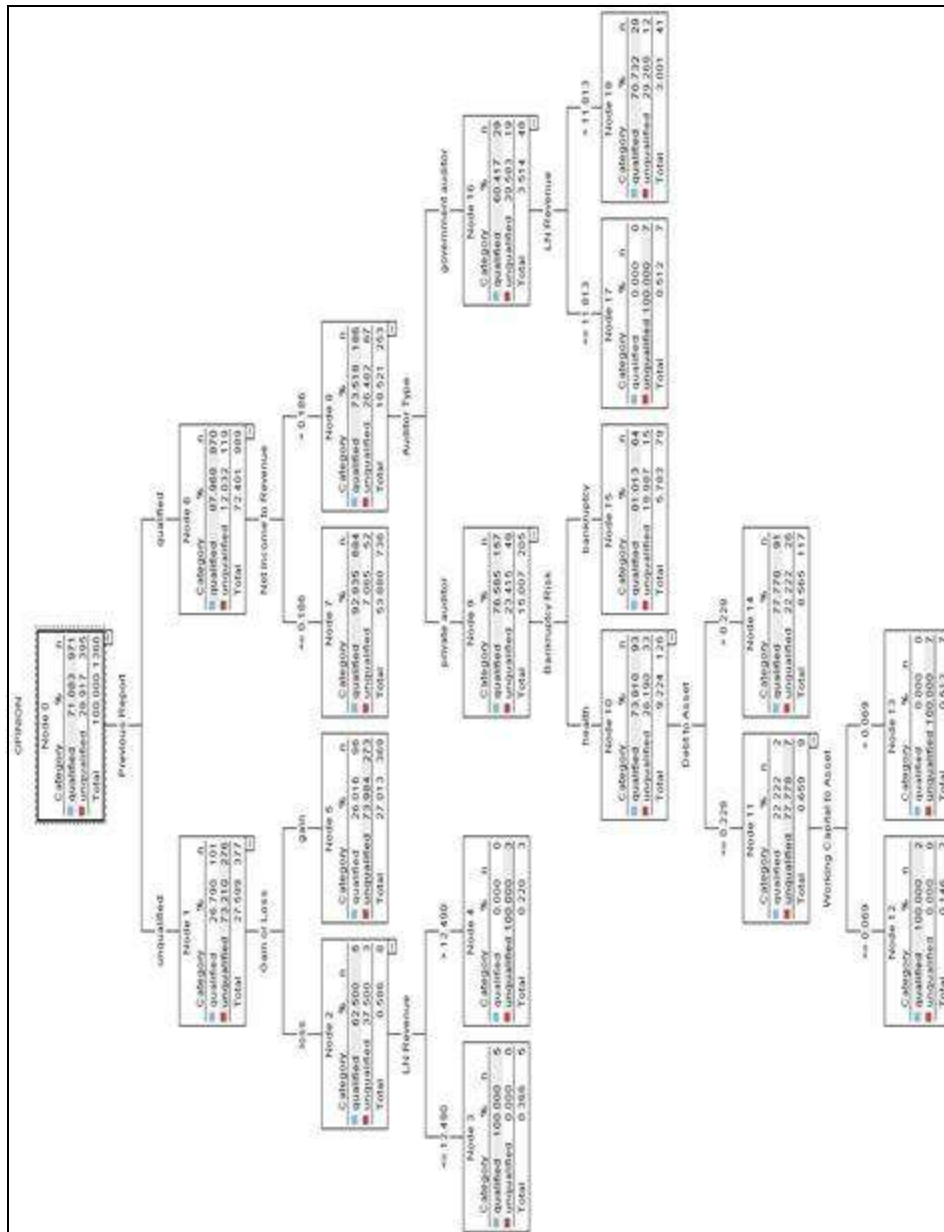 OPINION
Node 0
Category % n
qualified 71.083 971
unqualified 28.917 395
Total 100.000 1366
Previous Report
unqualified
qualified
Node 1
Category % n
qualified 26.790 101
unqualified 73.210 276
Total 27.599 377
Node 6
Category % n
qualified 87.968 870
unqualified 12.032 119
Total 72.401 989
Gain or Loss
Net Income to Revenue
loss
gain
<= 0.186
> 0.186
Node 2
Category % n
qualified 62.500 5
unqualified 37.500 3
Total 0.586 8
Node 5
Category % n
qualified 26.016 96
unqualified 73.984 273
Total 27.013 369
Node 7
Category % n
qualified 92.935 684
unqualified 7.065 52
Total 53.880 736
Node 8
Category % n
qualified 73.518 186
unqualified 26.482 67
Total 18.521 253
LN Revenue
Auditor Type
<= 12.490
> 12.490
private auditor
government auditor
Node 3
Category % n
qualified 100.000 5
unqualified 0.000 0
Total 0.366 5
Node 4
Category % n
qualified 0.000 0
unqualified 100.000 3
Total 0.220 3
Node 9
Category % n
qualified 76.585 157
unqualified 23.415 48
Total 15.007 205
Node 16
Category % n
qualified 60.417 29
unqualified 39.583 19
Total 3.514 48
Bankruptcy Risk
LN Revenue
health
bankruptcy
<= 11.813
> 11.813
Node 10
Category % n
qualified 73.810 93
unqualified 26.190 33
Total 9.224 126
Node 15
Category % n
qualified 81.013 64
unqualified 18.987 15
Total 5.783 79
Node 17
Category % n
qualified 0.000 0
unqualified 100.000 7
Total 0.512 7
Node 18
Category % n
qualified 70.732 29
unqualified 29.268 12
Total 3.001 41
Debt to Asset
<= 0.229
> 0.229
Node 11
Category % n
qualified 22.222 2
unqualified 77.778 7
Total 0.659 9
Node 14
Category % n
qualified 77.778 91
unqualified 22.222 26
Total 8.565 117
Working Capital to Asset
<= 0.069
> 0.069
Node 12
Category % n
qualified 100.000 2
unqualified 0.000 0
Total 0.146 2
Node 13
Category % n
qualified 0.000 0
unqualified 100.000 7
Total 0.512 7